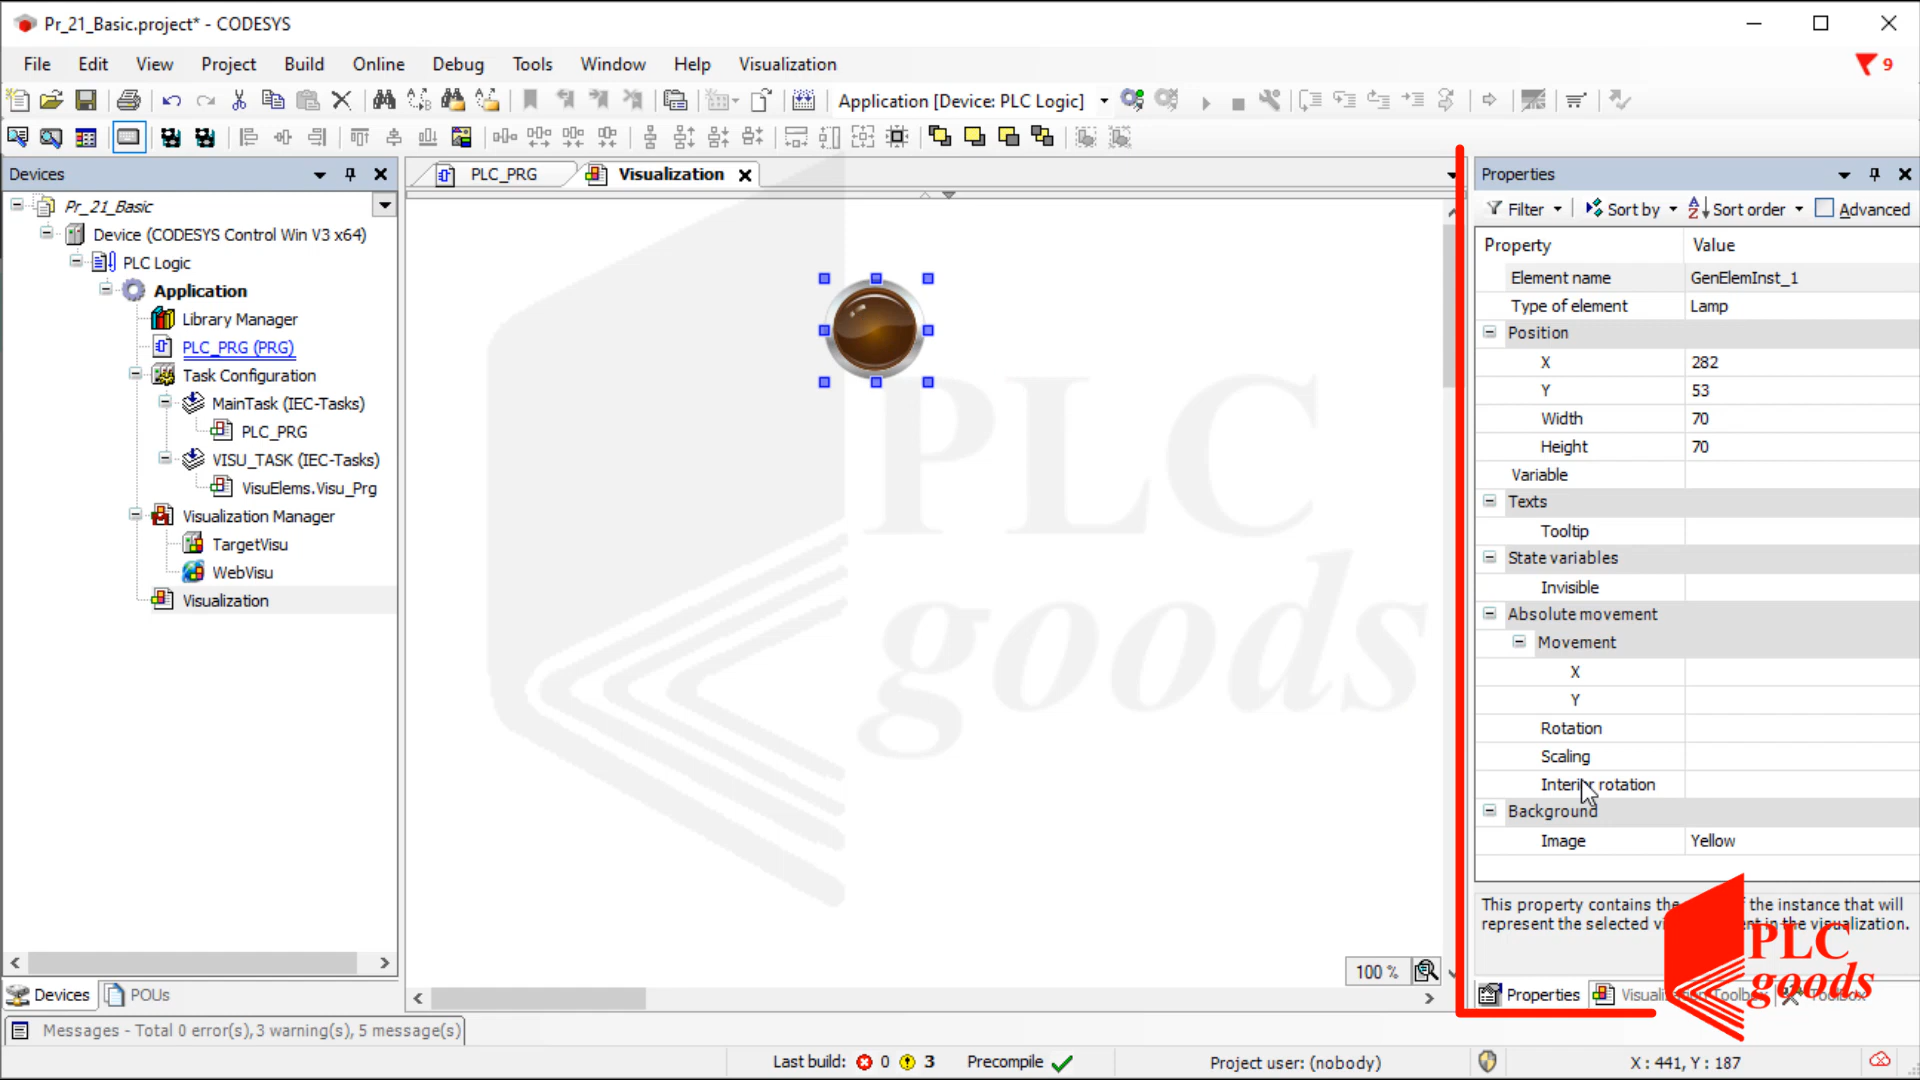 Pr_21_Basic.project* - CODESYS
File Edit View Project Build Online Debug Tools Window Help Visualization
9
Application [Device: PLC Logic]
Devices
Pr_21_Basic
Device (CODESYS Control Win V3 x64)
PLC Logic
Application
Library Manager
PLC_PRG (PRG)
Task Configuration
MainTask (IEC-Tasks)
PLC_PRG
VISU_TASK (IEC-Tasks)
VisuElems.Visu_Prg
Visualization Manager
TargetVisu
WebVisu
Visualization
Devices POUs
PLC_PRG Visualization
PLC
goods
100 %
Properties
Filter Sort by Sort order Advanced
Property Value
Element name GenElemInst_1
Type of element Lamp
Position
X 282
Y 53
Width 70
Height 70
Variable
Texts
Tooltip
State variables
Invisible
Absolute movement
Movement
X
Y
Rotation
Scaling
Interior rotation
Background
Image Yellow
This property contains the of the instance that will
represent the selected in the visualization.
PLC
goods
Properties
Messages - Total 0 error(s), 3 warning(s), 5 message(s)
Last build: 0 3 Precompile Project user: (nobody) X : 441, Y : 187